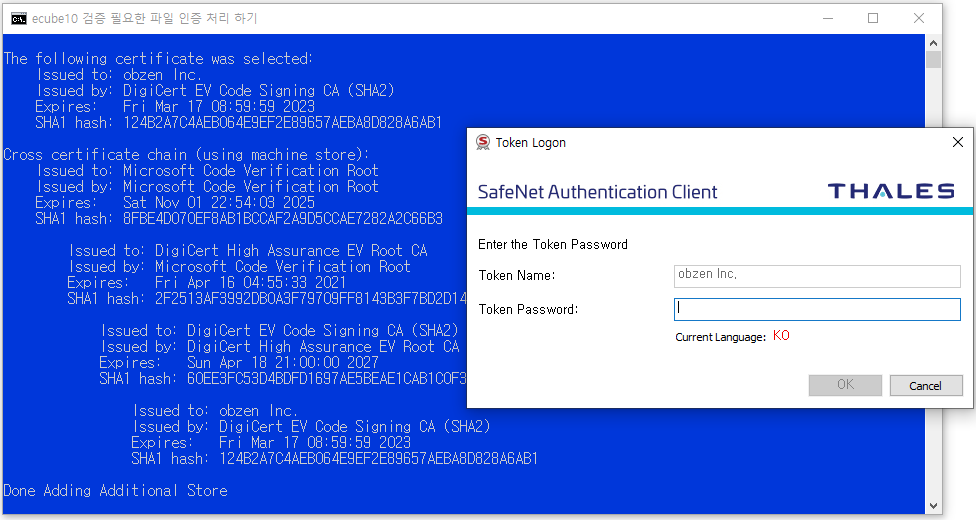 ecube10 검증 필요한 파일 인증 처리 하기
The following certificate was selected:
Issued to: obzen Inc.
Issued by: DigiCert EV Code Signing CA (SHA2)
Expires: Fri Mar 17 08:59:59 2023
SHA1 hash: 124B2A7C4AEB064E9EF2E89657AEBA8D828A6AB1
Cross certificate chain (using machine store):
Issued to: Microsoft Code Verification Root
Issued by: Microsoft Code Verification Root
Expires: Sat Nov 01 22:54:03 2025
SHA1 hash: 8FBE4D070EF8AB1BCCAF2A9D5CCAE7282A2C66B3
Issued to: DigiCert High Assurance EV Root CA
Issued by: Microsoft Code Verification Root
Expires: Fri Apr 16 04:55:33 2021
SHA1 hash: 2F2513AF3992DB0A3F79709FF8143B3F7BD2D14
Issued to: DigiCert EV Code Signing CA (SHA2)
Issued by: DigiCert High Assurance EV Root CA
Expires: Sun Apr 18 21:00:00 2027
SHA1 hash: 60EE3FC53D4BDFD1697AE5BEAE1CAB1C0F3
Issued to: obzen Inc.
Issued by: DigiCert EV Code Signing CA (SHA2)
Expires: Fri Mar 17 08:59:59 2023
SHA1 hash: 124B2A7C4AEB064E9EF2E89657AEBA8D828A6AB1
Done Adding Additional Store
Token Logon
SafeNet Authentication Client
THALES
Enter the Token Password
Token Name: obzen Inc.
Token Password:
Current Language: KO
OK Cancel